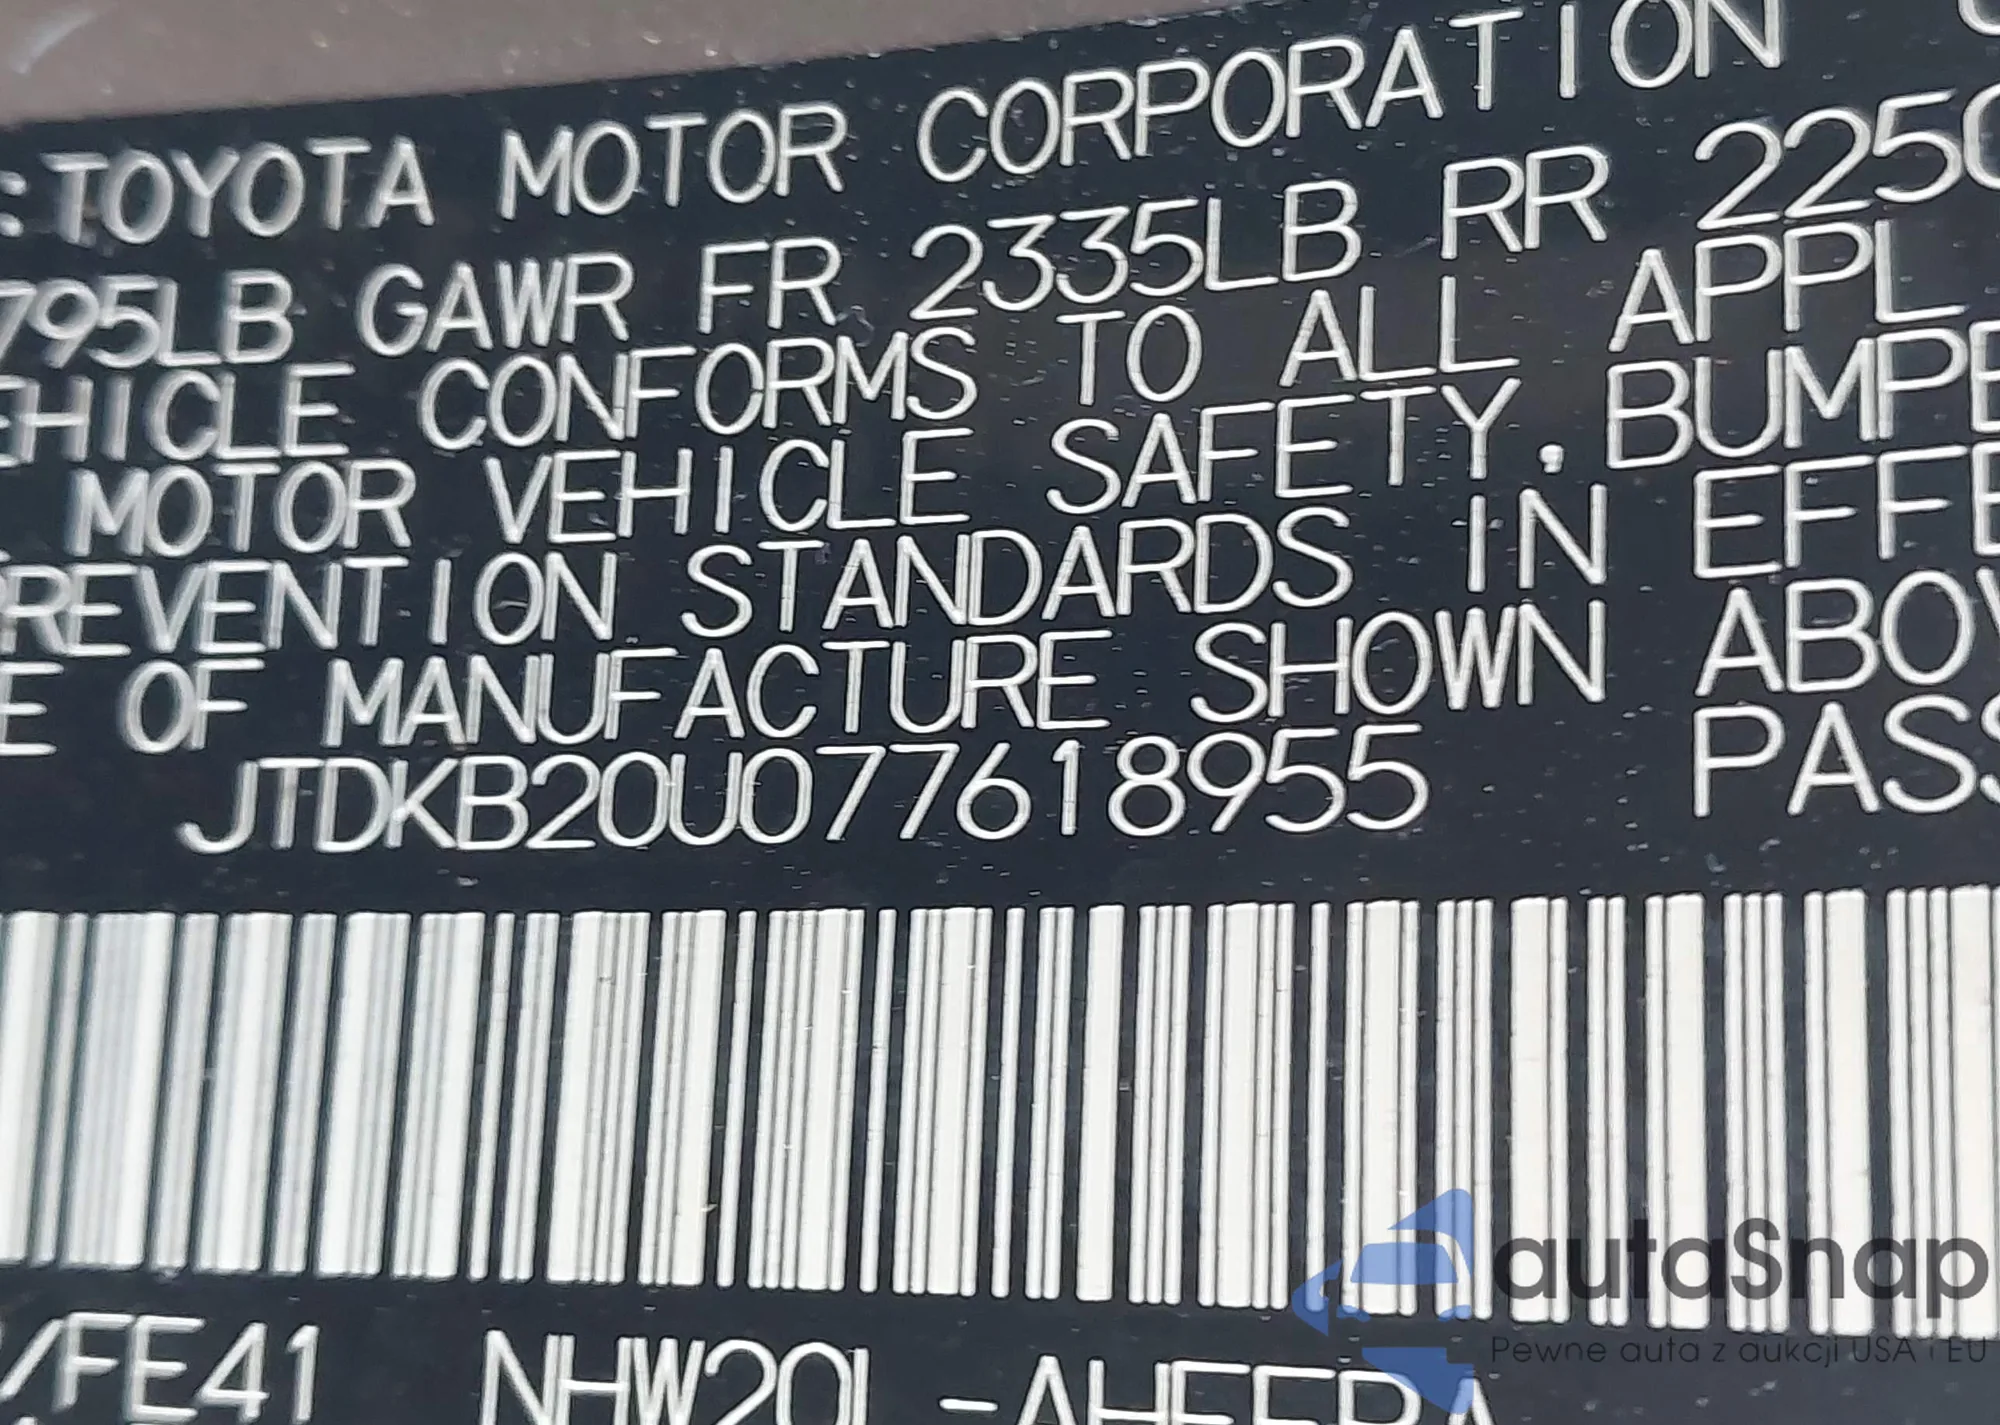 :TOYOTA MOTOR CORPORATION
795LB GAWR FR 2335LB RR 2250
EHICLE CONFORMS TO ALL APPL
MOTOR VEHICLE SAFETY, BUMPE
REVENTION STANDARDS IN EFFE
E OF MANUFACTURE SHOWN ABOV
JTDKB20U077618955 PASS
/FE41 NHW20L-AHEEBA
autaSnap
Pewne auta z aukcji USA i EU